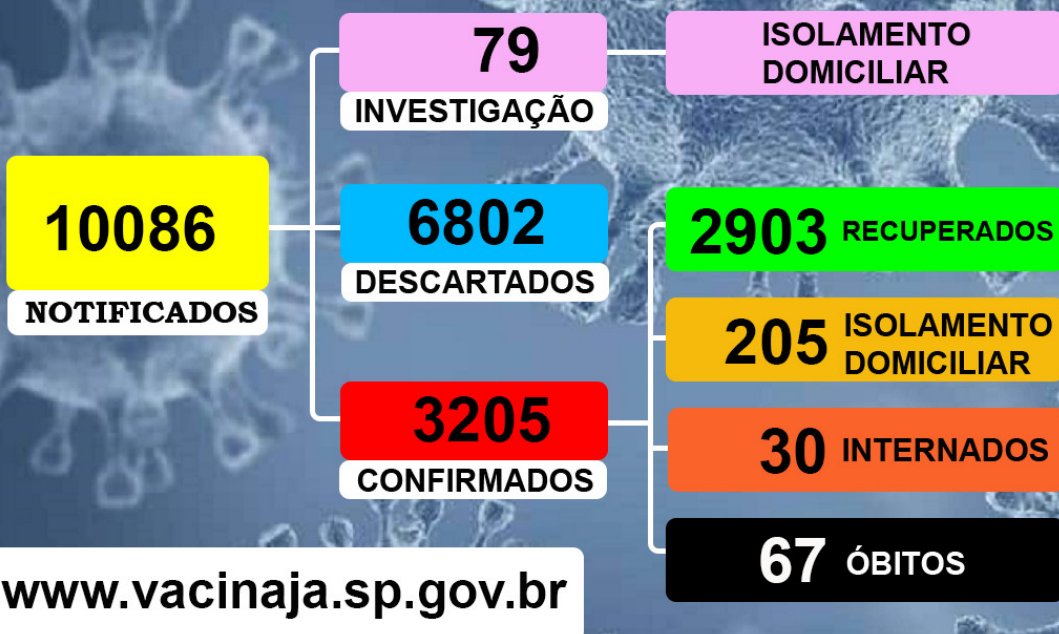 79
INVESTIGAÇÃO
ISOLAMENTO
DOMICILIAR
10086
NOTIFICADOS
6802
DESCARTADOS
3205
CONFIRMADOS
2903 RECUPERADOS
205 ISOLAMENTO
DOMICILIAR
30 INTERNADOS
67 ÓBITOS
www.vacinaja.sp.gov.br